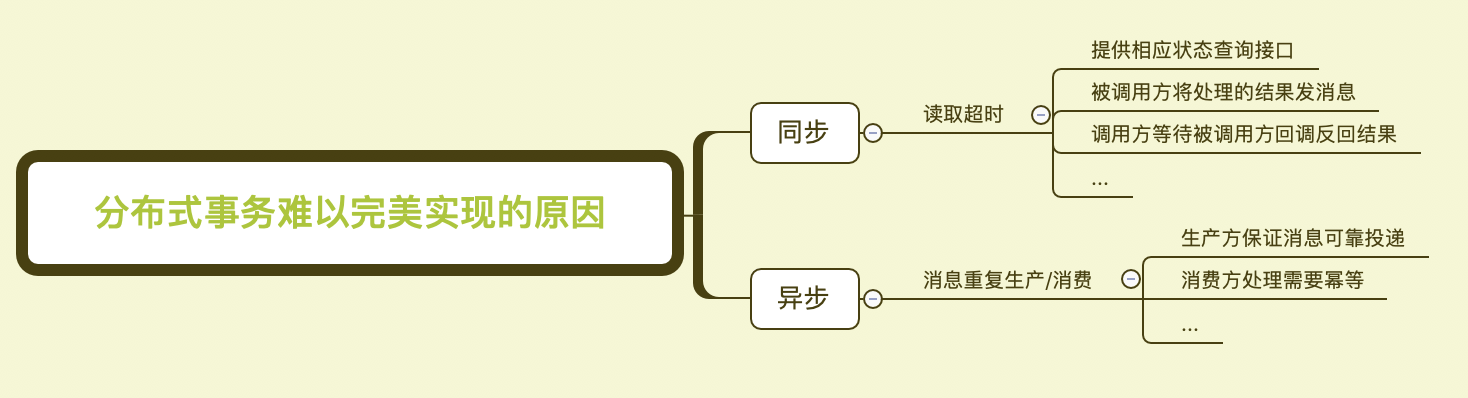 分布式事务难以完美实现的原因
同步
读取超时
提供相应状态查询接口
被调用方将处理的结果发消息
调用方等待被调用方回调反回结果
...
异步
消息重复生产/消费
生产方保证消息可靠投递
消费方处理需要幂等
...